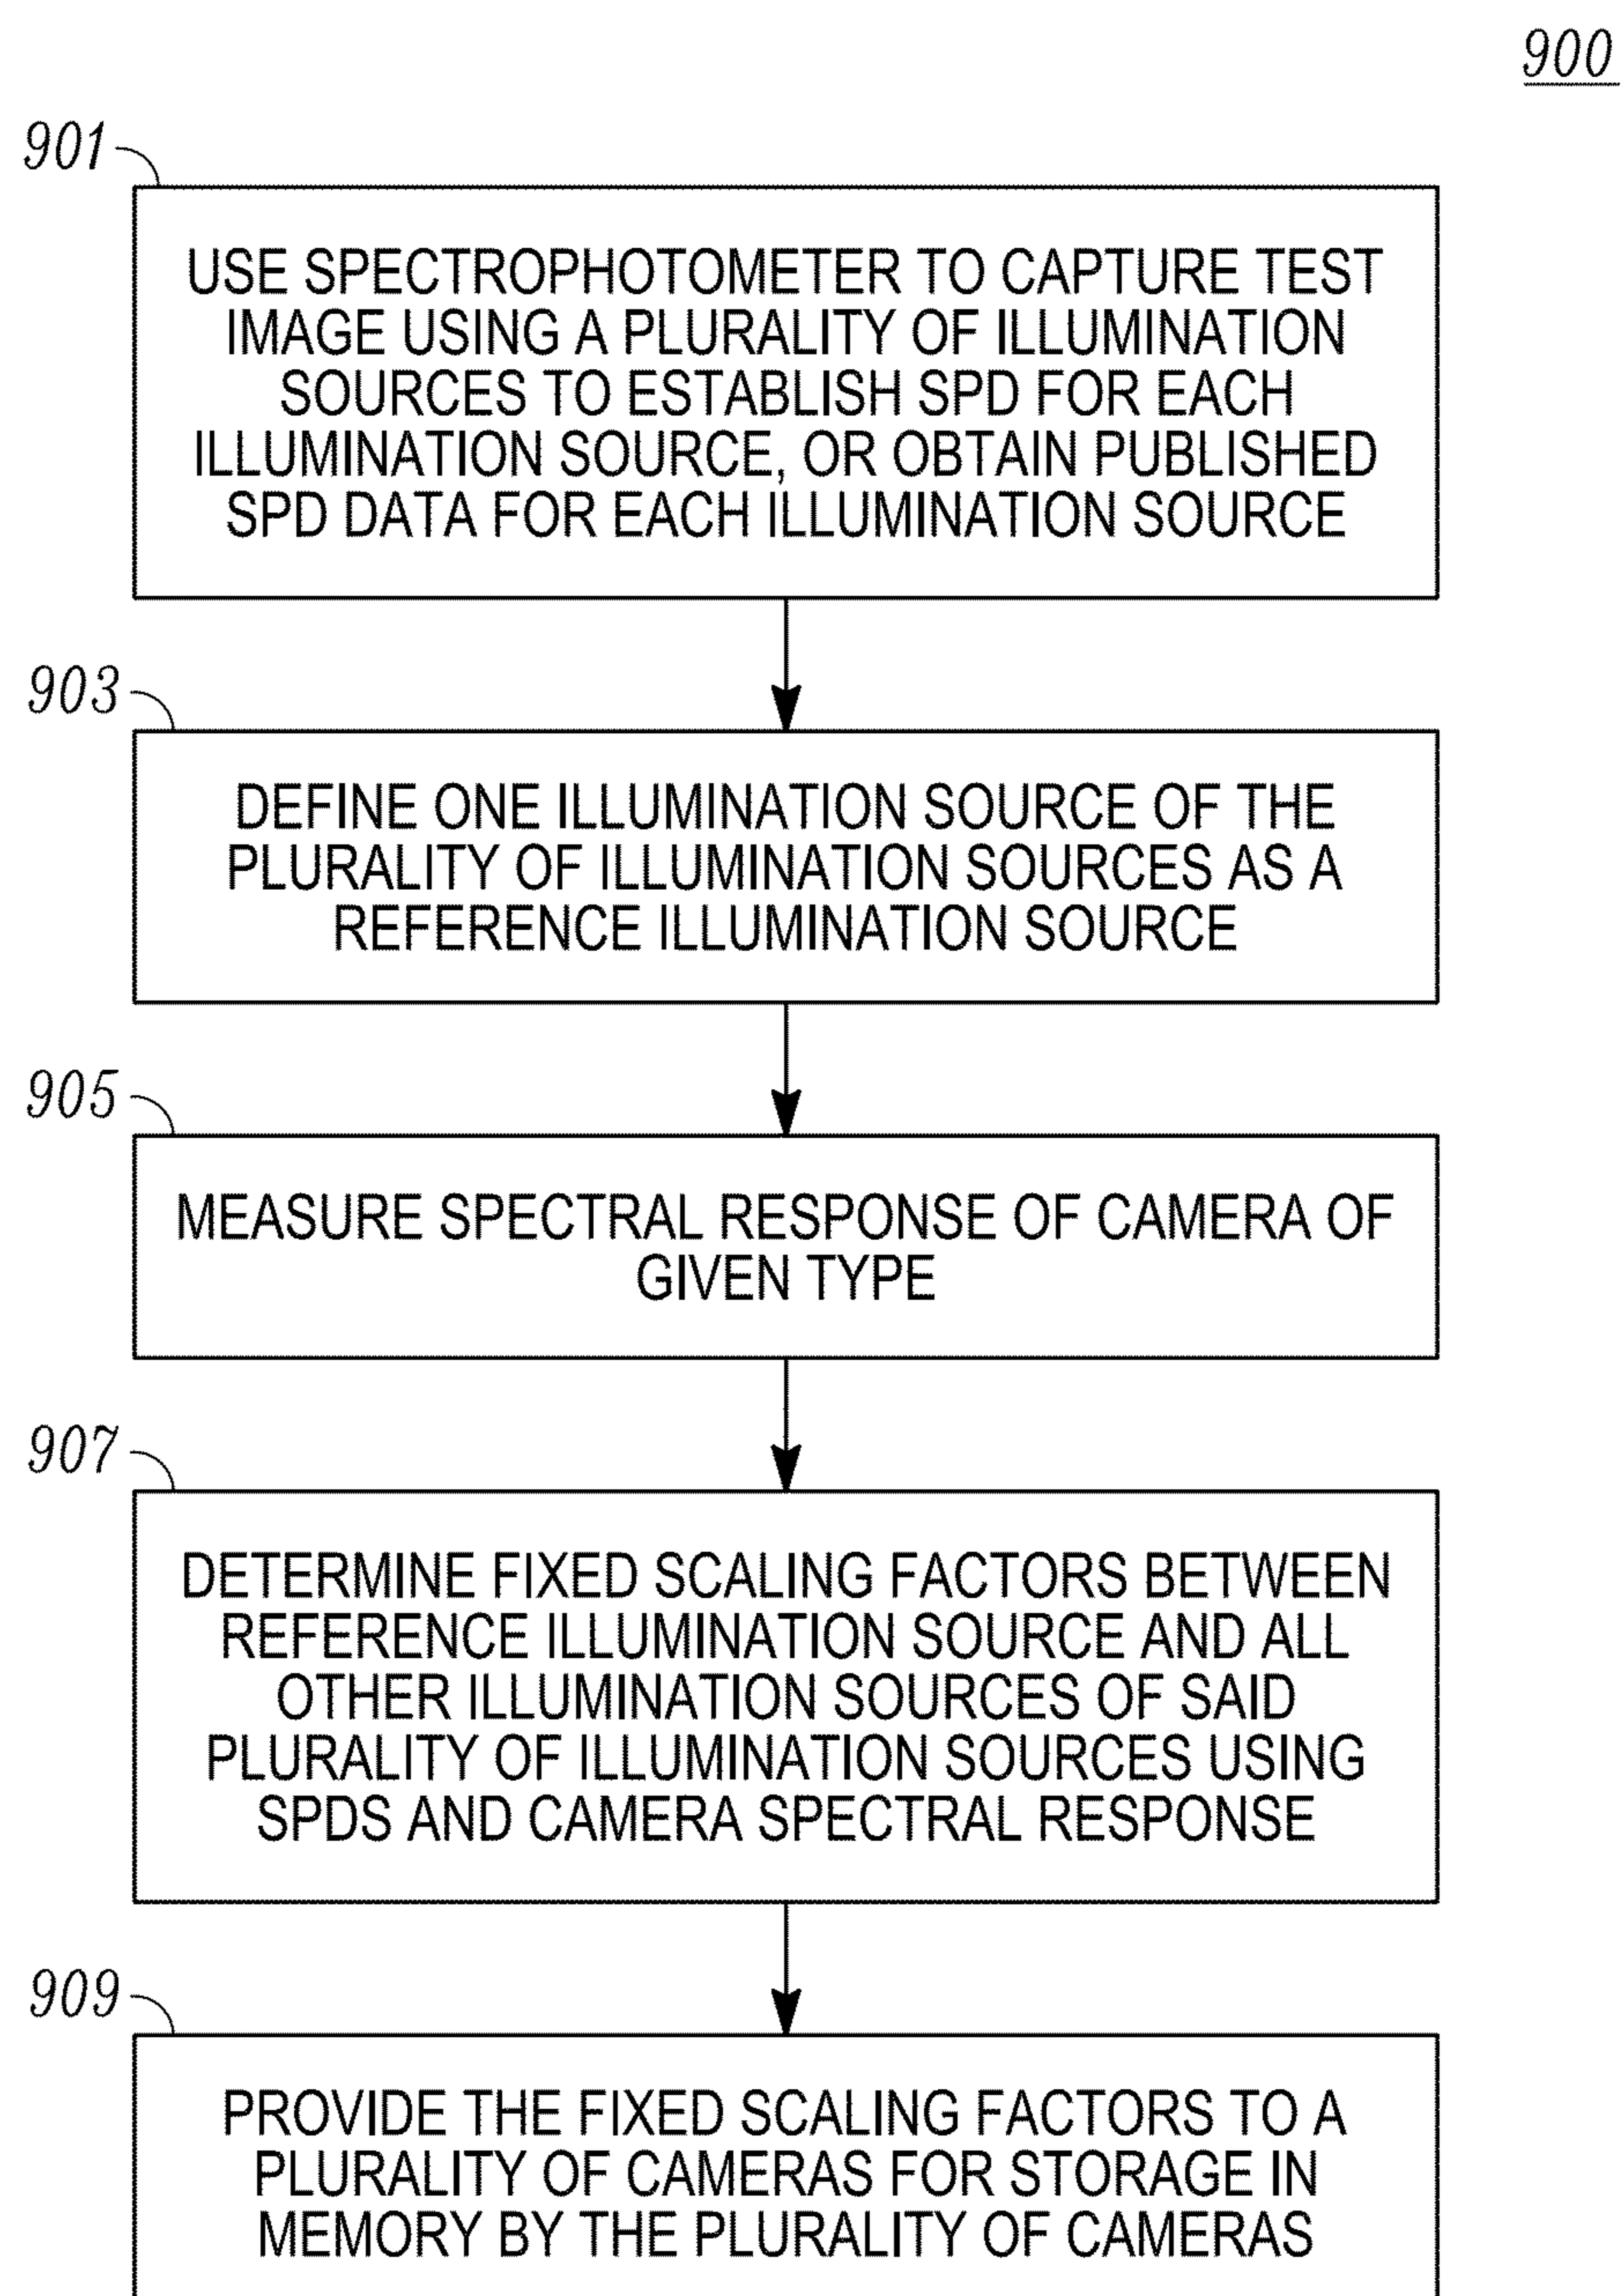 900
901
USE SPECTROPHOTOMETER TO CAPTURE TEST
IMAGE USING A PLURALITY OF ILLUMINATION
SOURCES TO ESTABLISH SPD FOR EACH
ILLUMINATION SOURCE, OR OBTAIN PUBLISHED
SPD DATA FOR EACH ILLUMINATION SOURCE
903
DEFINE ONE ILLUMINATION SOURCE OF THE
PLURALITY OF ILLUMINATION SOURCES AS A
REFERENCE ILLUMINATION SOURCE
905
MEASURE SPECTRAL RESPONSE OF CAMERA OF
GIVEN TYPE
907
DETERMINE FIXED SCALING FACTORS BETWEEN
REFERENCE ILLUMINATION SOURCE AND ALL
OTHER ILLUMINATION SOURCES OF SAID
PLURALITY OF ILLUMINATION SOURCES USING
SPDS AND CAMERA SPECTRAL RESPONSE
909
PROVIDE THE FIXED SCALING FACTORS TO A
PLURALITY OF CAMERAS FOR STORAGE IN
MEMORY BY THE PLURALITY OF CAMERAS